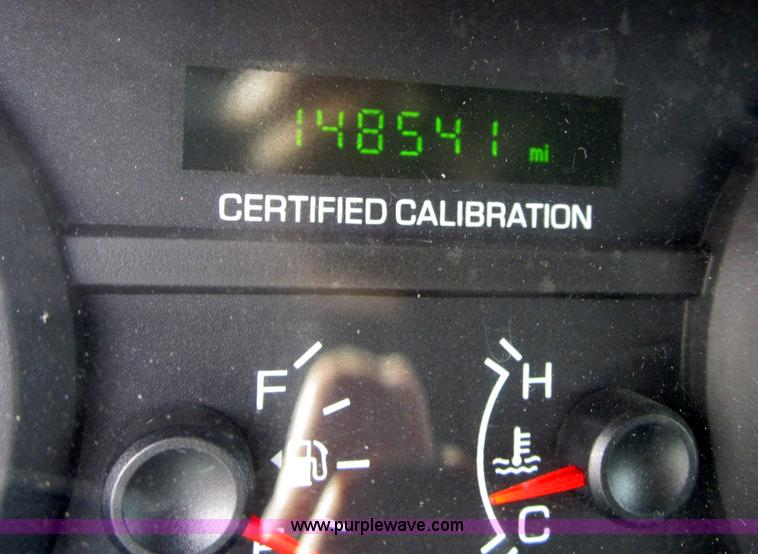 148541 mi
CERTIFIED CALIBRATION
F
H
C
www.purplewave.com